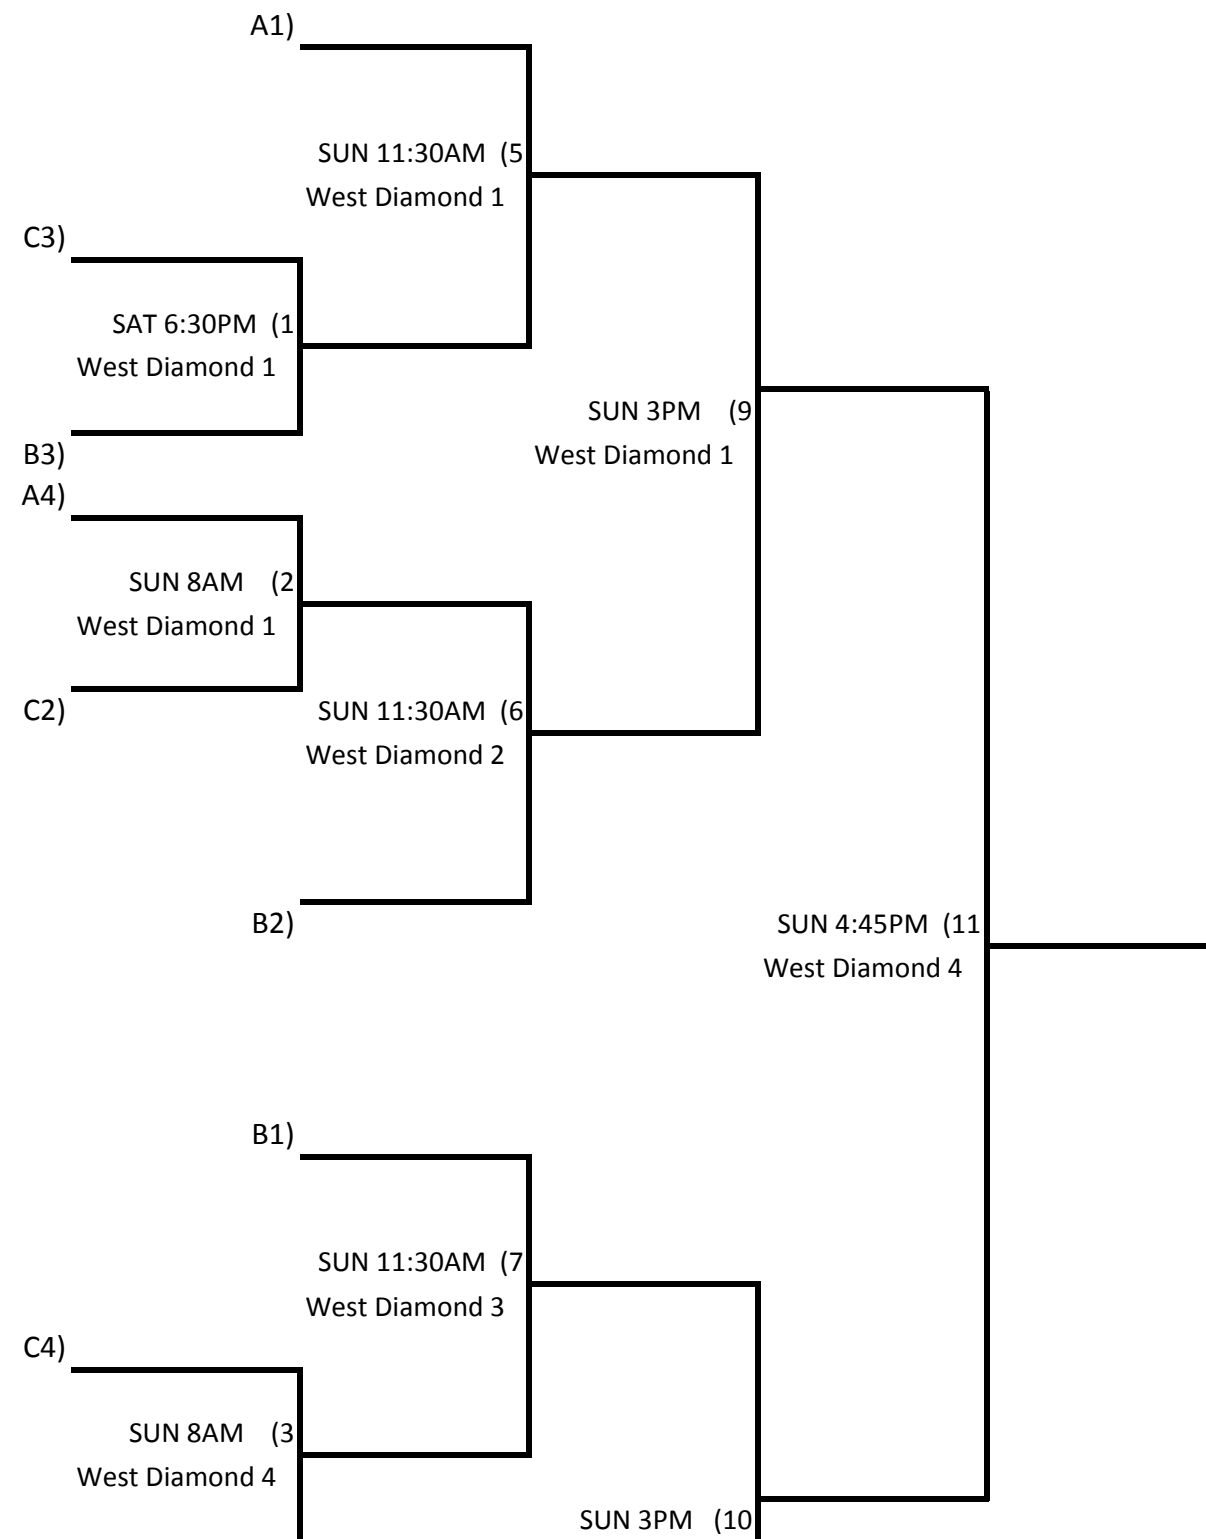 A1)
SUN 11:30AM (5
West Diamond 1
C3)
SAT 6:30PM (1
West Diamond 1
SUN 3PM (9
West Diamond 1
B3)
A4)
SUN 8AM (2
West Diamond 1
C2)
SUN 11:30AM (6
West Diamond 2
B2)
SUN 4:45PM (11
West Diamond 4
B1)
SUN 11:30AM (7
West Diamond 3
C4)
SUN 8AM (3
West Diamond 4
SUN 3PM (10